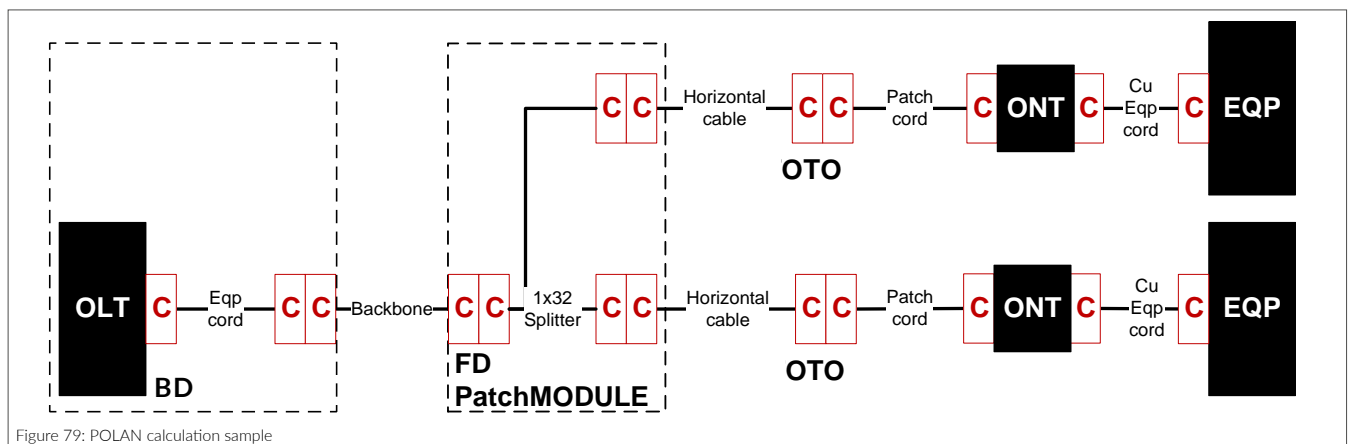 C C Horizontal cable C C Patch cord C ONT C Cu Eqp cord C EQP
OTO
OLT C Eqp cord C C Backbone C C 1x32 Splitter C C Horizontal cable C C Patch cord C ONT C Cu Eqp cord C EQP
BD
FD
PatchMODULE
OTO
Figure 79: POLAN calculation sample